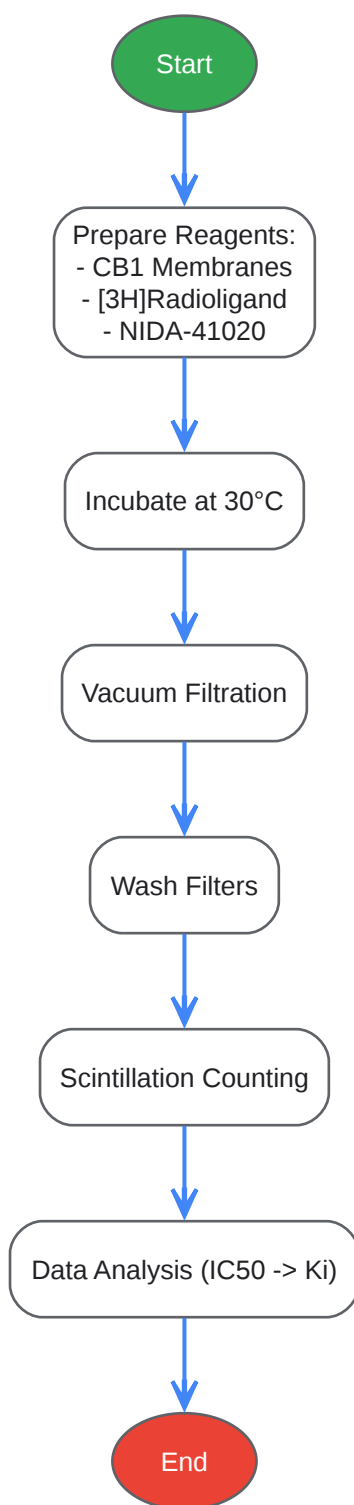 Start
Prepare Reagents:
- CB1 Membranes
- [3H]Radioligand
- NIDA-41020
Incubate at 30°C
Vacuum Filtration
Wash Filters
Scintillation Counting
Data Analysis (IC50 -> Ki)
End